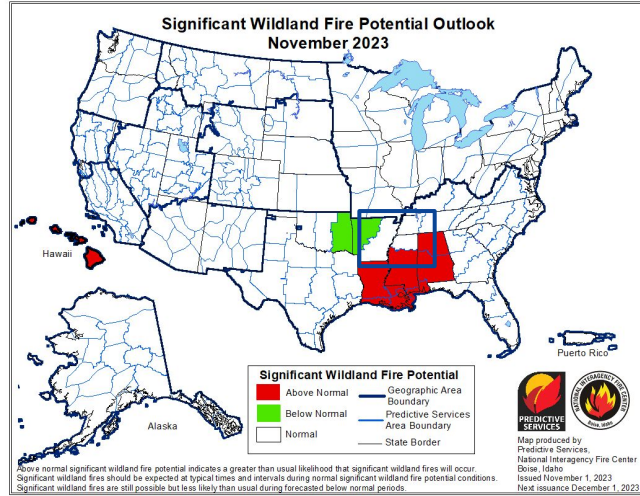 Significant Wildland Fire Potential Outlook
November 2023
Hawaii
Alaska
Puerto Rico
Significant Wildland Fire Potential
Above Normal
Below Normal
Normal
Geographic Area
Boundary
Predictive Services
Area Boundary
State Border
PREDICTIVE
SERVICES
NATIONAL INTERAGENCY FIRE CENTER
Boise, Idaho
Map produced by
Predictive Services,
National Interagency Fire Center
Boise, Idaho
Issued November 1, 2023
Next issuance December 1, 2023
Above normal significant wildland fire potential indicates a greater than usual likelihood that significant wildland fires will occur.
Significant wildland fires should be expected at typical times and intervals during normal significant wildland fire potential conditions.
Significant wildland fires are still possible but less likely than usual during forecasted below normal periods.